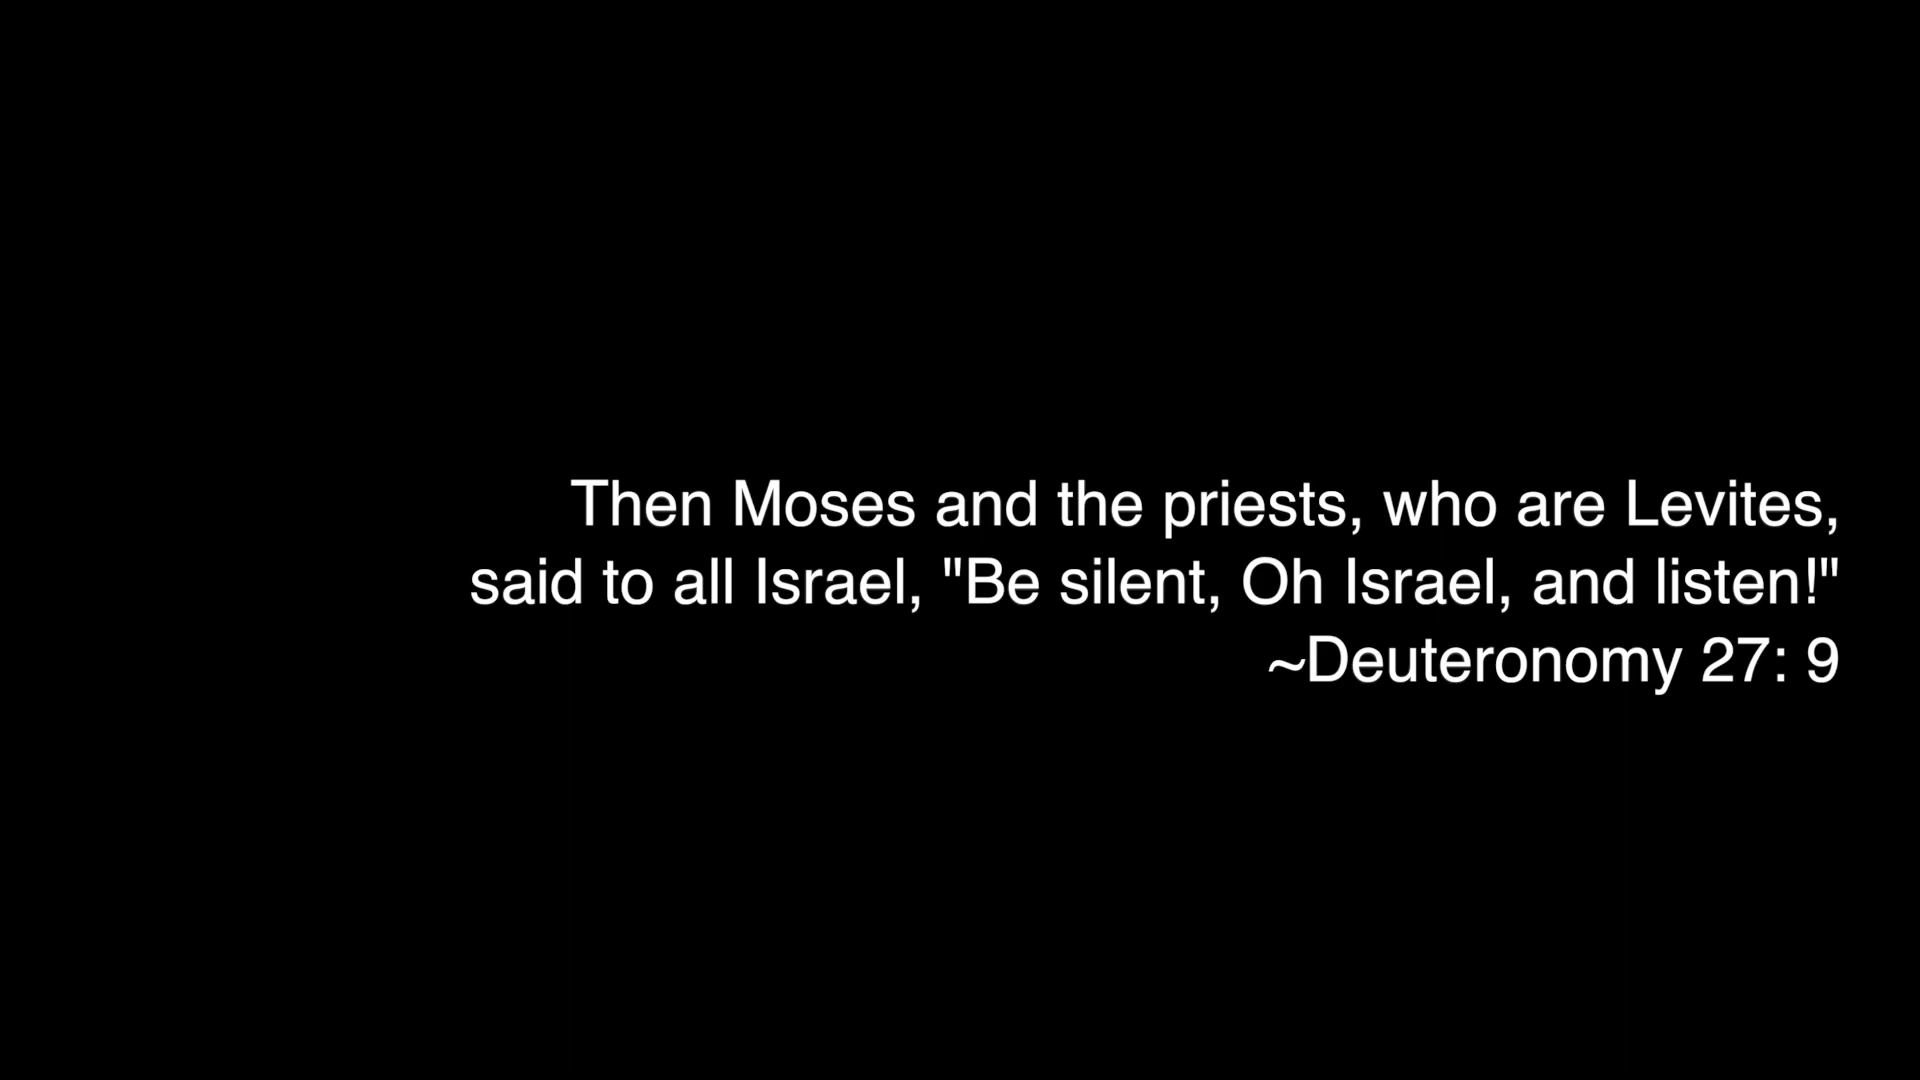 Then Moses and the priests, who are Levites,
said to all Israel, "Be silent, Oh Israel, and listen!"
~Deuteronomy 27: 9